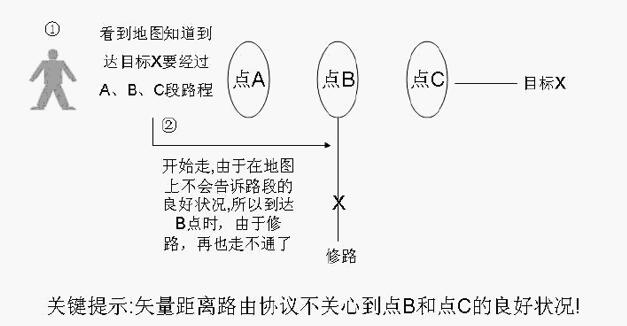 ①
看到地图知道到
达目标X要经过
A、B、C段路程
点A
点B
点C
目标X
②
开始走,由于在地图
上不会告诉路段的
良好状况,所以到达
B点时，由于修
路，再也走不通了
X
修路
关键提示:矢量距离路由协议不关心到点B和点C的良好状况!